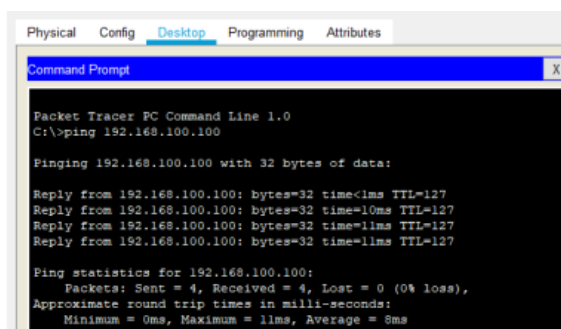 Physical Config Desktop Programming Attributes
Command Prompt X
Packet Tracer PC Command Line 1.0
C:\>ping 192.168.100.100
Pinging 192.168.100.100 with 32 bytes of data:
Reply from 192.168.100.100: bytes=32 time<1ms TTL=127
Reply from 192.168.100.100: bytes=32 time=10ms TTL=127
Reply from 192.168.100.100: bytes=32 time=11ms TTL=127
Reply from 192.168.100.100: bytes=32 time=11ms TTL=127
Ping statistics for 192.168.100.100:
Packets: Sent = 4, Received = 4, Lost = 0 (0% loss),
Approximate round trip times in milli-seconds:
Minimum = 0ms, Maximum = 11ms, Average = 8ms